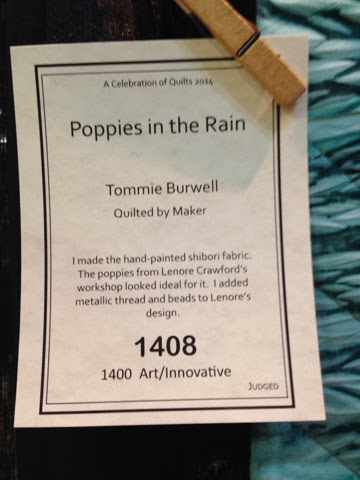 A Celebration of Quilts 2014
Poppies in the Rain
Tommie Burwell
Quilted by Maker
I made the hand-painted shibori fabric.
The poppies from Lenore Crawford's
workshop looked ideal for it. I added
metallic thread and beads to Lenore's
design.
1408
1400 Art/Innovative
JUDGED